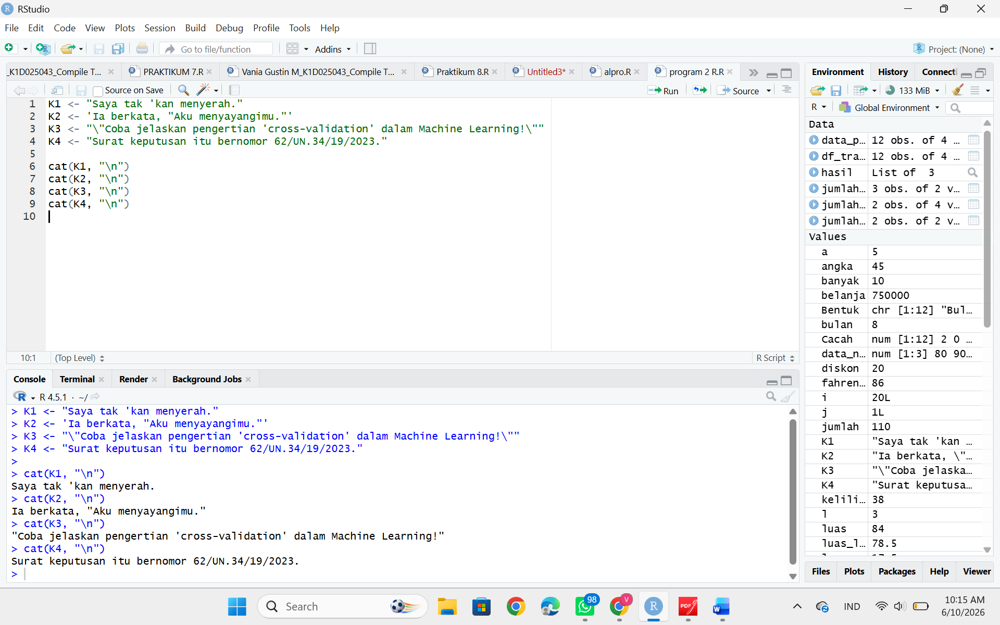 RStudio
File Edit Code View Plots Session Build Debug Profile Tools Help
Go to file/function Addins Project: (None)
_K1D025043_Compile T... PRAKTIKUM 7.R Vania Gustin M_K1D025043_Compile T... Praktikum 8.R Untitled3* alpro.R program 2 R.R
Source on Save Run Source
1 K1 <- "Saya tak 'kan menyerah."
2 K2 <- 'Ia berkata, "Aku menyayangimu."'
3 K3 <- "\"Coba jelaskan pengertian 'cross-validation' dalam Machine Learning!\""
4 K4 <- "Surat keputusan itu bernomor 62/UN.34/19/2023."
5
6 cat(K1, "\n")
7 cat(K2, "\n")
8 cat(K3, "\n")
9 cat(K4, "\n")
10
10:1 (Top Level) R Script
Console Terminal Render Background Jobs
R 4.5.1 · ~/
> K1 <- "Saya tak 'kan menyerah."
> K2 <- 'Ia berkata, "Aku menyayangimu."'
> K3 <- "\"Coba jelaskan pengertian 'cross-validation' dalam Machine Learning!\""
> K4 <- "Surat keputusan itu bernomor 62/UN.34/19/2023."
>
> cat(K1, "\n")
Saya tak 'kan menyerah.
> cat(K2, "\n")
Ia berkata, "Aku menyayangimu."
> cat(K3, "\n")
"Coba jelaskan pengertian 'cross-validation' dalam Machine Learning!"
> cat(K4, "\n")
Surat keputusan itu bernomor 62/UN.34/19/2023.
>
Environment History Connecti
133 MiB
R Global Environment
Data
data_p... 12 obs. of 4 ...
df_tra... 12 obs. of 4 ...
hasil List of 3
jumlah... 3 obs. of 2 v...
jumlah... 2 obs. of 4 v...
jumlah... 2 obs. of 2 v...
Values
a 5
angka 45
banyak 10
belanja 750000
Bentuk chr [1:12] "Bul...
bulan 8
Cacah num [1:12] 2 0 ...
data_n... num [1:3] 80 90...
diskon 20
fahren... 86
i 20L
j 1L
jumlah 110
K1 "Saya tak 'kan ...
K2 "Ia berkata, \"...
K3 "\"Coba jelaska...
K4 "Surat keputusa...
kelili... 38
l 3
luas 84
luas_l... 78.5
Files Plots Packages Help Viewer
Search 98 V R PDF W IND 10:15 AM
6/10/2026